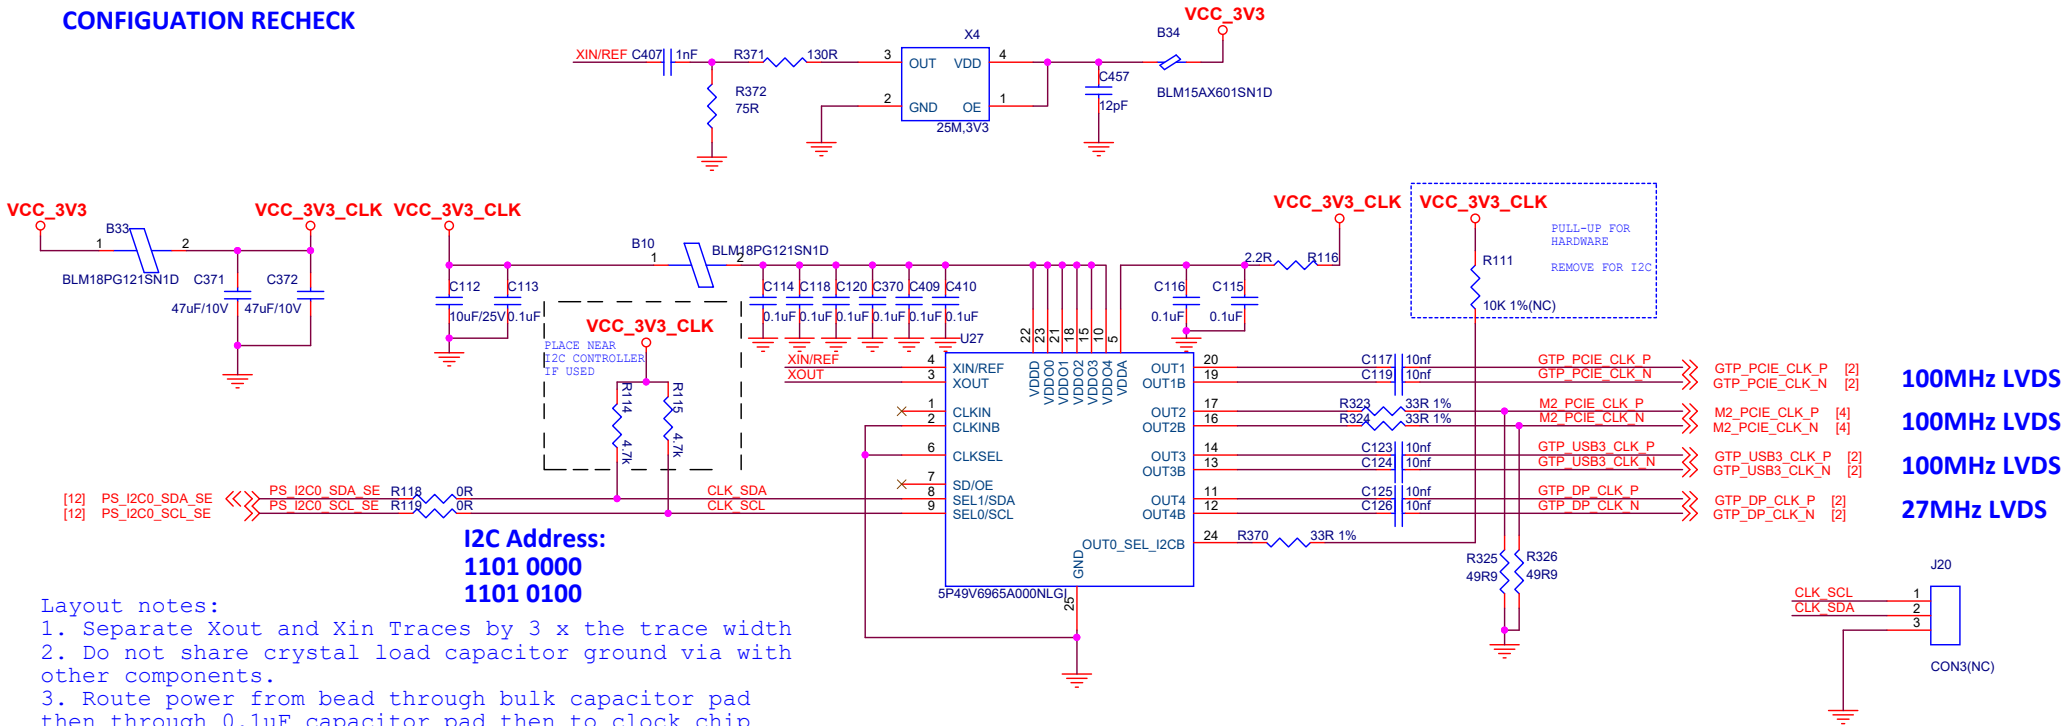 CONFIGUATION RECHECK
XIN/REF C407 1nF R371 130R
R372
75R
X4
3 OUT VDD 4
2 GND OE 1
25M,3V3
C457
12pF
B34
VCC_3V3
BLM15AX601SN1D
VCC_3V3
B33
1 2
BLM18PG121SN1D
VCC_3V3_CLK
C371 C372
47uF/10V 47uF/10V
VCC_3V3_CLK
C112 C113
10uF/25V 0.1uF
B10
1 2
BLM18PG121SN1D
C114 C118 C120 C370 C409 C410
0.1uF 0.1uF 0.1uF 0.1uF 0.1uF 0.1uF
VCC_3V3_CLK
PLACE NEAR
I2C CONTROLLER
IF USED
R114 R115
4.7k 4.7k
C116 C115
0.1uF 0.1uF
2.2R R116
VCC_3V3_CLK
VCC_3V3_CLK
PULL-UP FOR
HARDWARE
REMOVE FOR I2C
R111
10K 1%(NC)
U27
22 23 21 18 15 10 5
VDDD VDDO0 VDDO1 VDDO2 VDDO3 VDDO4 VDDA
XIN/REF 4 XIN/REF
XOUT 3 XOUT
1 CLKIN
2 CLKINB
6 CLKSEL
7 SD/OE
8 SEL1/SDA
9 SEL0/SCL
OUT1 20
OUT1B 19
OUT2 17
OUT2B 16
OUT3 14
OUT3B 13
OUT4 11
OUT4B 12
OUT0_SEL_I2CB 24
GND
25
5P49V6965A000NLGI
[12] PS_I2C0_SDA_SE PS_I2C0_SDA_SE R118 0R CLK_SDA
[12] PS_I2C0_SCL_SE PS_I2C0_SCL_SE R119 0R CLK_SCL
I2C Address:
1101 0000
1101 0100
C117 10nf GTP_PCIE_CLK_P GTP_PCIE_CLK_P [2]
C119 10nf GTP_PCIE_CLK_N GTP_PCIE_CLK_N [2]
100MHz LVDS
R323 33R 1% M2_PCIE_CLK_P M2_PCIE_CLK_P [4]
R324 33R 1% M2_PCIE_CLK_N M2_PCIE_CLK_N [4]
100MHz LVDS
C123 10nf GTP_USB3_CLK_P GTP_USB3_CLK_P [2]
C124 10nf GTP_USB3_CLK_N GTP_USB3_CLK_N [2]
100MHz LVDS
C125 10nf GTP_DP_CLK_P GTP_DP_CLK_P [2]
C126 10nf GTP_DP_CLK_N GTP_DP_CLK_N [2]
27MHz LVDS
R370 33R 1%
R325 R326
49R9 49R9
J20
CLK_SCL 1
CLK_SDA 2
3
CON3(NC)
Layout notes:
1. Separate Xout and Xin Traces by 3 x the trace width
2. Do not share crystal load capacitor ground via with
other components.
3. Route power from bead through bulk capacitor pad
then through 0.1uF capacitor pad then to clock chip